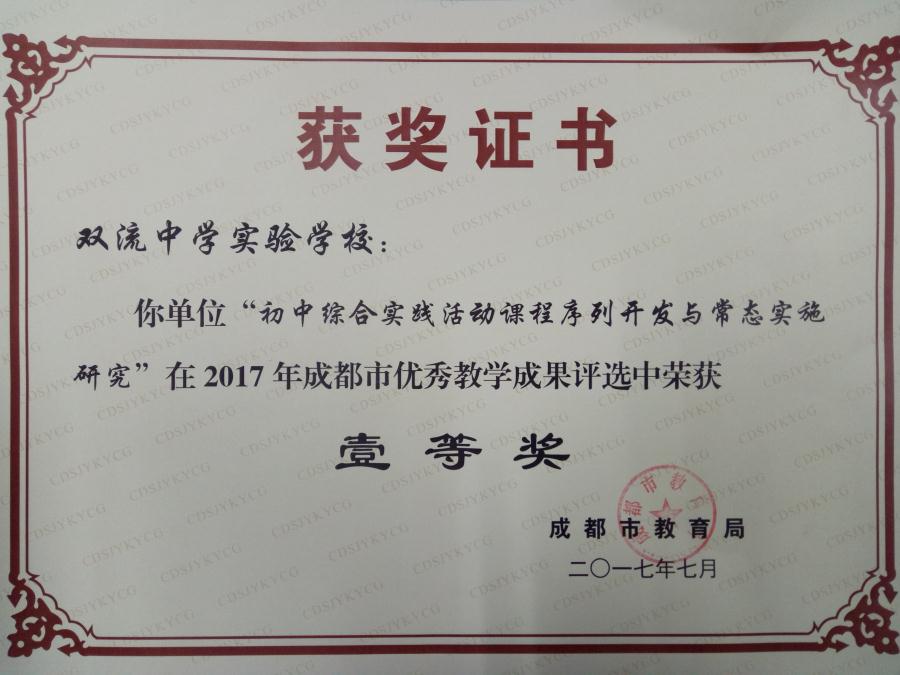 获奖证书
双流中学实验学校：
你单位“初中综合实践活动课程序列开发与常态实施
研究”在2017年成都市优秀教学成果评选中荣获
壹等奖
成都市教育局
二〇一七年七月